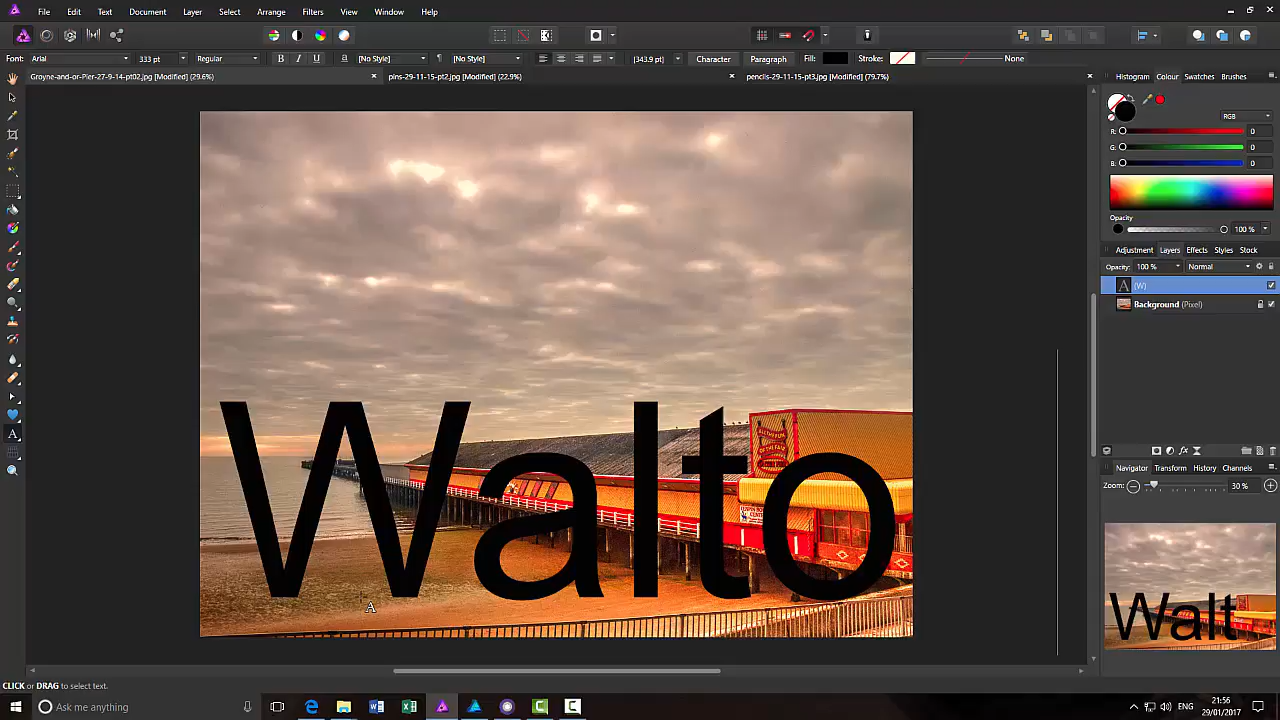 File Edit Text Document Layer Select Arrange Filters View Window Help
Font: Arial 333 pt Regular B I U a [No Style] ¶ [No Style] [343.9 pt] Character Paragraph Fill: Stroke: None
Groyne-and-or-Pier-27-9-14-pt02.jpg [Modified] (29.6%) × pins-29-11-15-pt2.jpg [Modified] (22.9%) × pencils-29-11-15-pt3.jpg [Modified] (79.7%) ×
Histogram Colour Swatches Brushes
RGB
R: 0
G: 0
B: 0
Opacity
100 %
Adjustment Layers Effects Styles Stock
Opacity: 100 % Normal
A (W)
Background (Pixel)
Walto
Navigator Transform History Channels
Zoom: 30 %
Walt
CLICK or DRAG to select text.
Ask me anything
ENG
21:56
29/01/2017